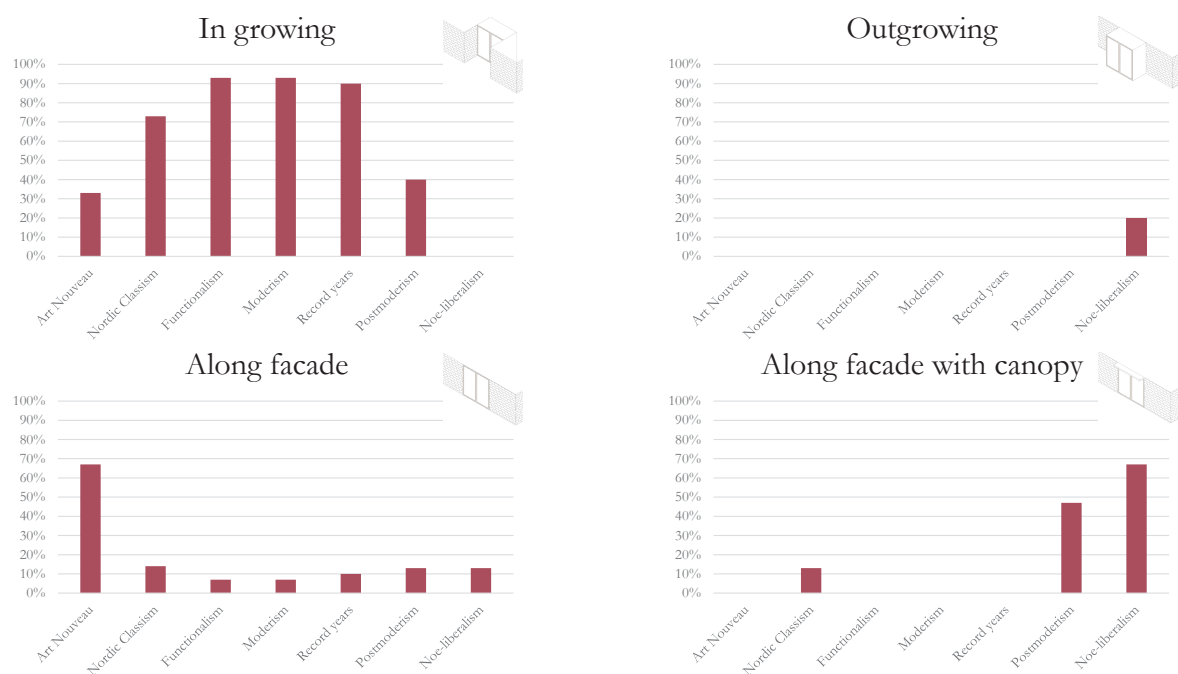 In growing
100%
90%
80%
70%
60%
50%
40%
30%
20%
10%
0%
Art Nouveau
Nordic Classism
Functionalism
Moderism
Record years
Postmoderism
Noe-liberalism
Outgrowing
100%
90%
80%
70%
60%
50%
40%
30%
20%
10%
0%
Art Nouveau
Nordic Classism
Functionalism
Moderism
Record years
Postmoderism
Noe-liberalism
Along facade
100%
90%
80%
70%
60%
50%
40%
30%
20%
10%
0%
Art Nouveau
Nordic Classism
Functionalism
Moderism
Record years
Postmoderism
Noe-liberalism
Along facade with canopy
100%
90%
80%
70%
60%
50%
40%
30%
20%
10%
0%
Art Nouveau
Nordic Classism
Functionalism
Moderism
Record years
Postmoderism
Noe-liberalism